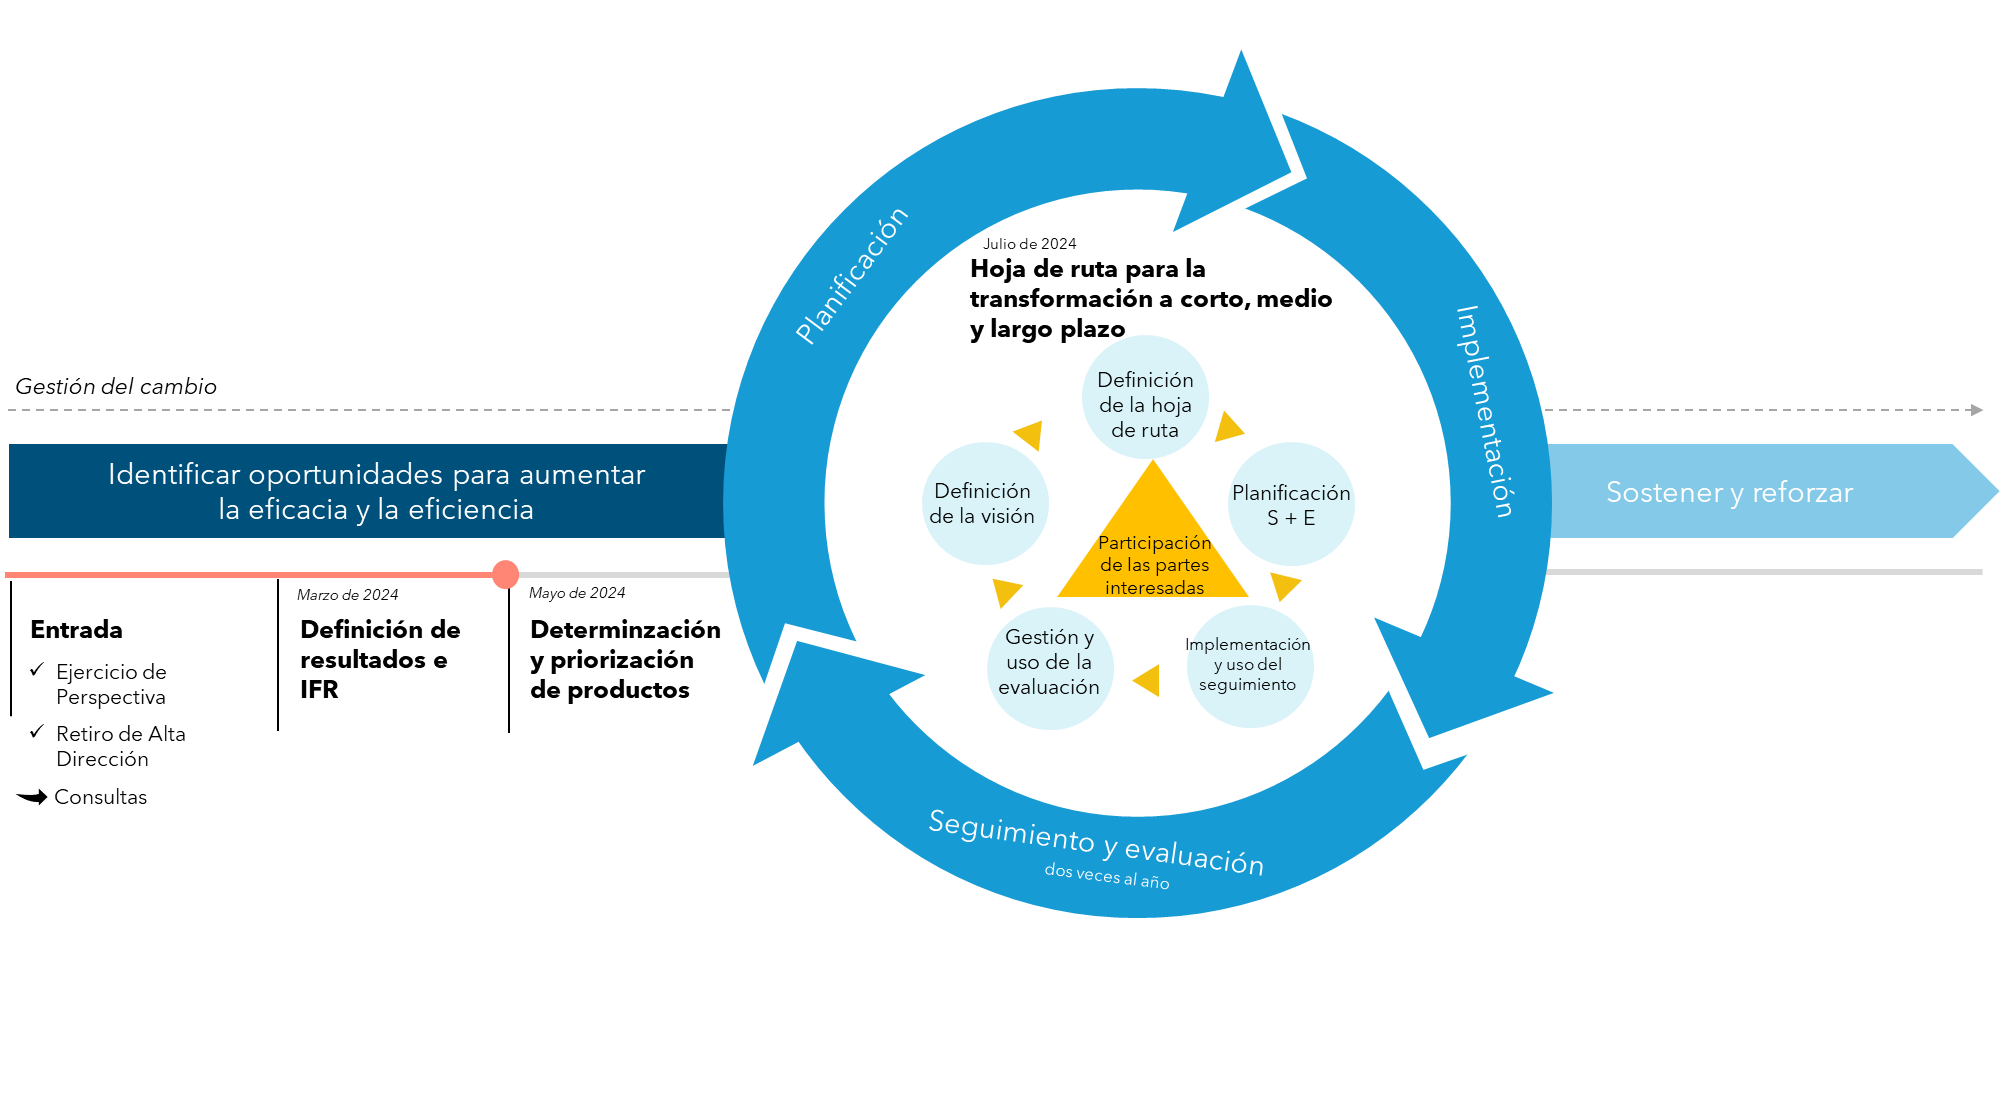 Gestión del cambio
Identificar oportunidades para aumentar
la eficacia y la eficiencia
Entrada
✓ Ejercicio de
Perspectiva
✓ Retiro de Alta
Dirección
Consultas
Marzo de 2024
Definición de
resultados e
IFR
Mayo de 2024
Determinzación
y priorización
de productos
Planificación
Implementación
Seguimiento y evaluación
dos veces al año
Julio de 2024
Hoja de ruta para la
transformación a corto, medio
y largo plazo
Definición
de la hoja
de ruta
Planificación
S + E
Implementación
y uso del
seguimiento
Gestión y
uso de la
evaluación
Definición
de la visión
Participación
de las partes
interesadas
Sostener y reforzar